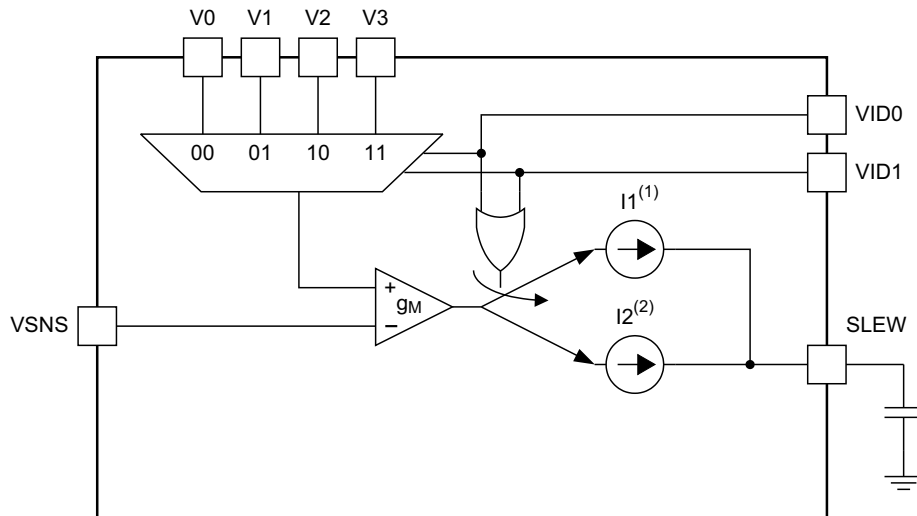 V0 V1 V2 V3
VID0
00 01 10 11
VID1
I1(1)
+
gM
−
I2(2)
VSNS
SLEW